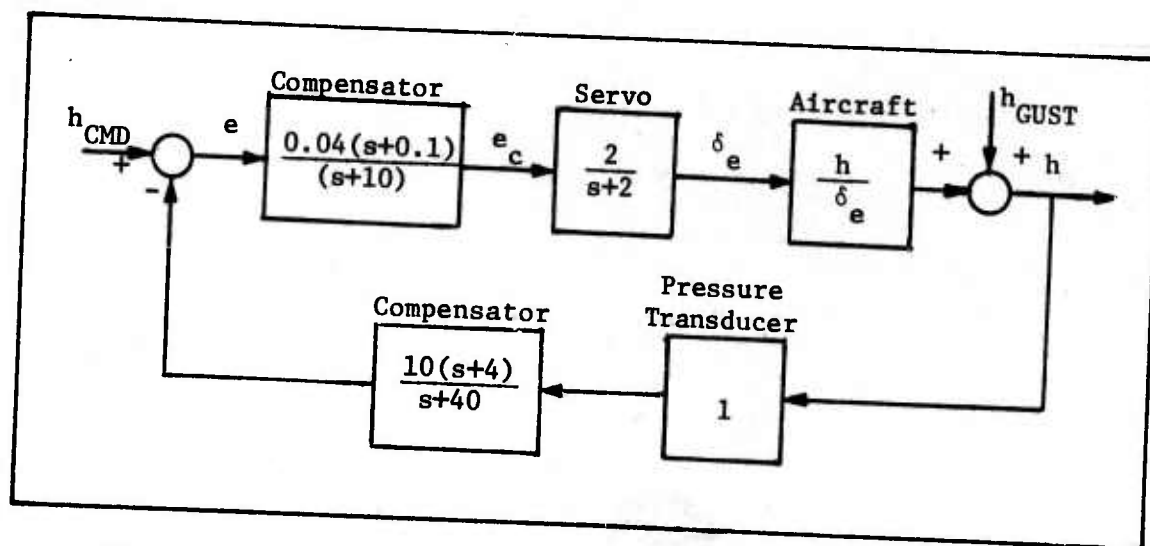 Compensator
Servo
Aircraft
h_GUST
h_CMD
+
-
e
0.04(s+0.1)
(s+10)
e_c
2
s+2
δ_e
h
δ_e
+
+
h
Compensator
10(s+4)
s+40
Pressure
Transducer
1